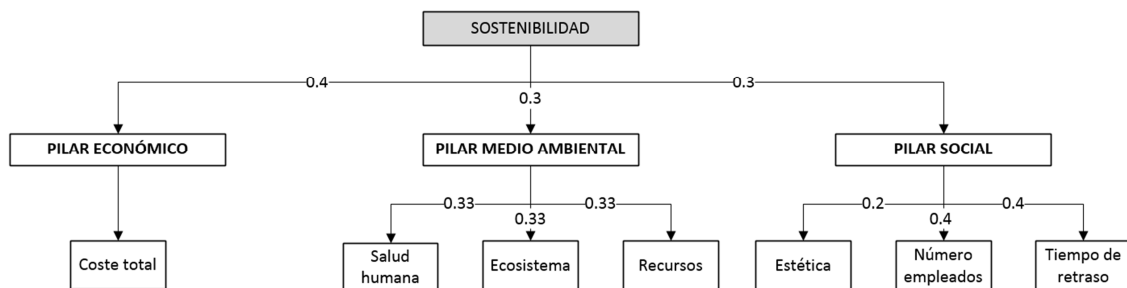 SOSTENIBILIDAD
0.4
0.3
0.3
PILAR ECONÓMICO
PILAR MEDIO AMBIENTAL
PILAR SOCIAL
0.33
0.33
0.33
0.2
0.4
0.4
Coste total
Salud
humana
Ecosistema
Recursos
Estética
Número
empleados
Tiempo de
retraso